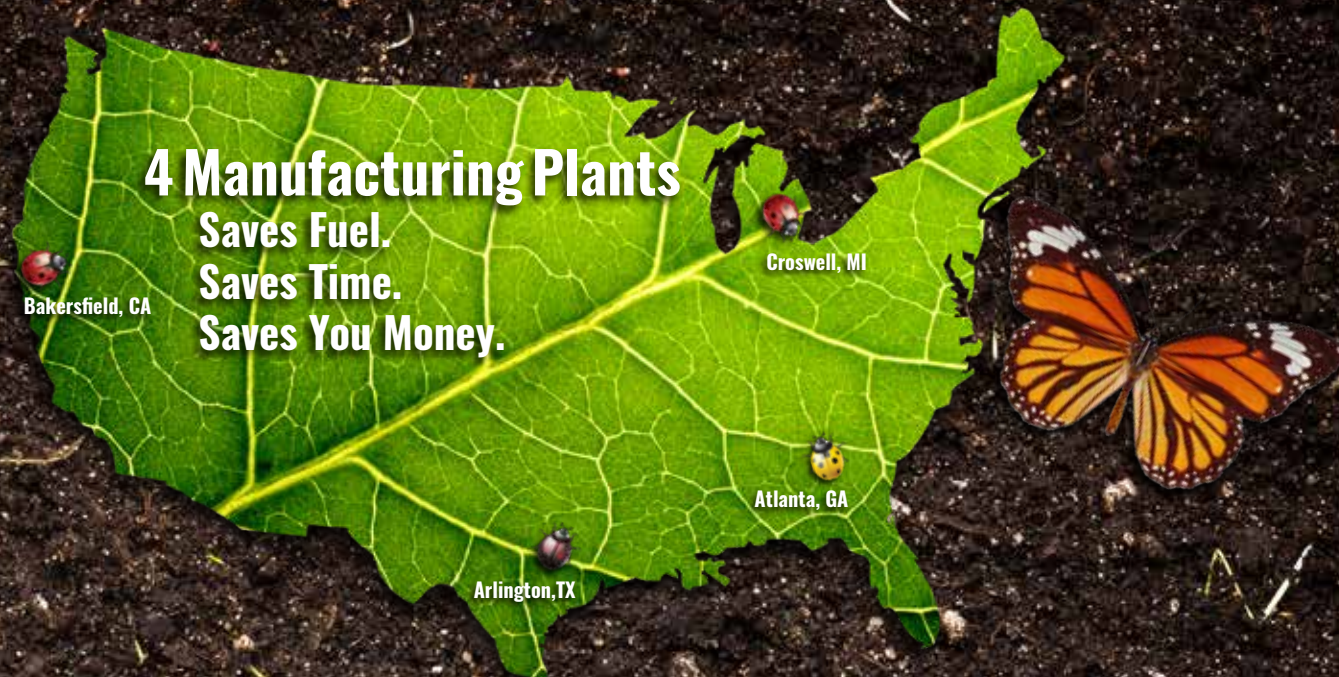 4 Manufacturing Plants
Saves Fuel.
Saves Time.
Saves You Money.
Croswell, MI
Bakersfield, CA
Atlanta, GA
Arlington,TX